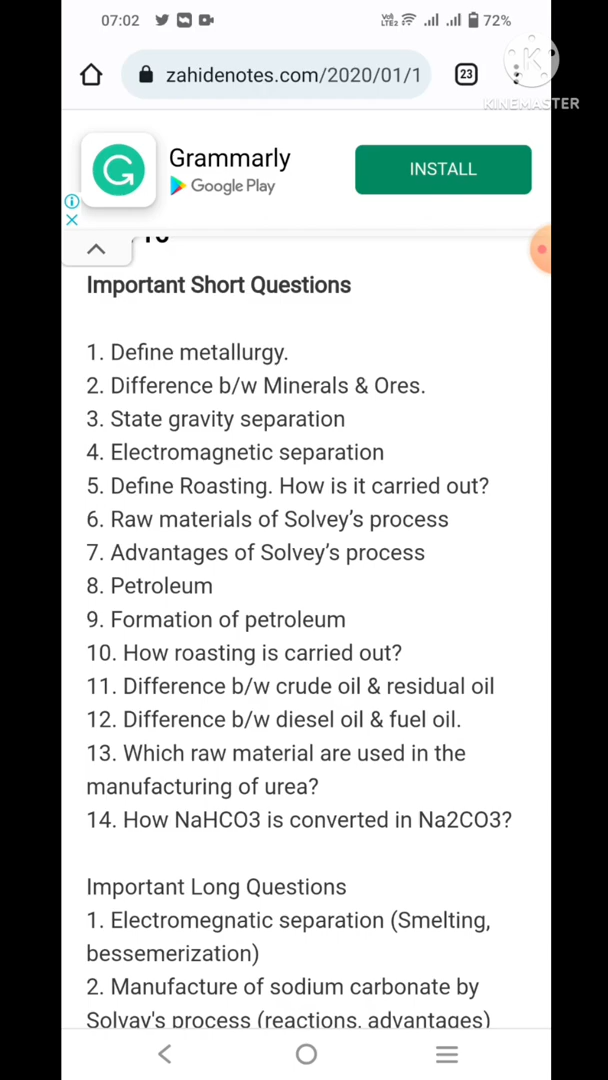 07:02
Vo) LTE2
72%
zahidenotes.com/2020/01/1
23
K
KINEMASTER
Grammarly
Google Play
INSTALL
Important Short Questions
1. Define metallurgy.
2. Difference b/w Minerals & Ores.
3. State gravity separation
4. Electromagnetic separation
5. Define Roasting. How is it carried out?
6. Raw materials of Solvey’s process
7. Advantages of Solvey’s process
8. Petroleum
9. Formation of petroleum
10. How roasting is carried out?
11. Difference b/w crude oil & residual oil
12. Difference b/w diesel oil & fuel oil.
13. Which raw material are used in the
manufacturing of urea?
14. How NaHCO3 is converted in Na2CO3?
Important Long Questions
1. Electromegnatic separation (Smelting,
bessemerization)
2. Manufacture of sodium carbonate by
Solvay's process (reactions, advantages)